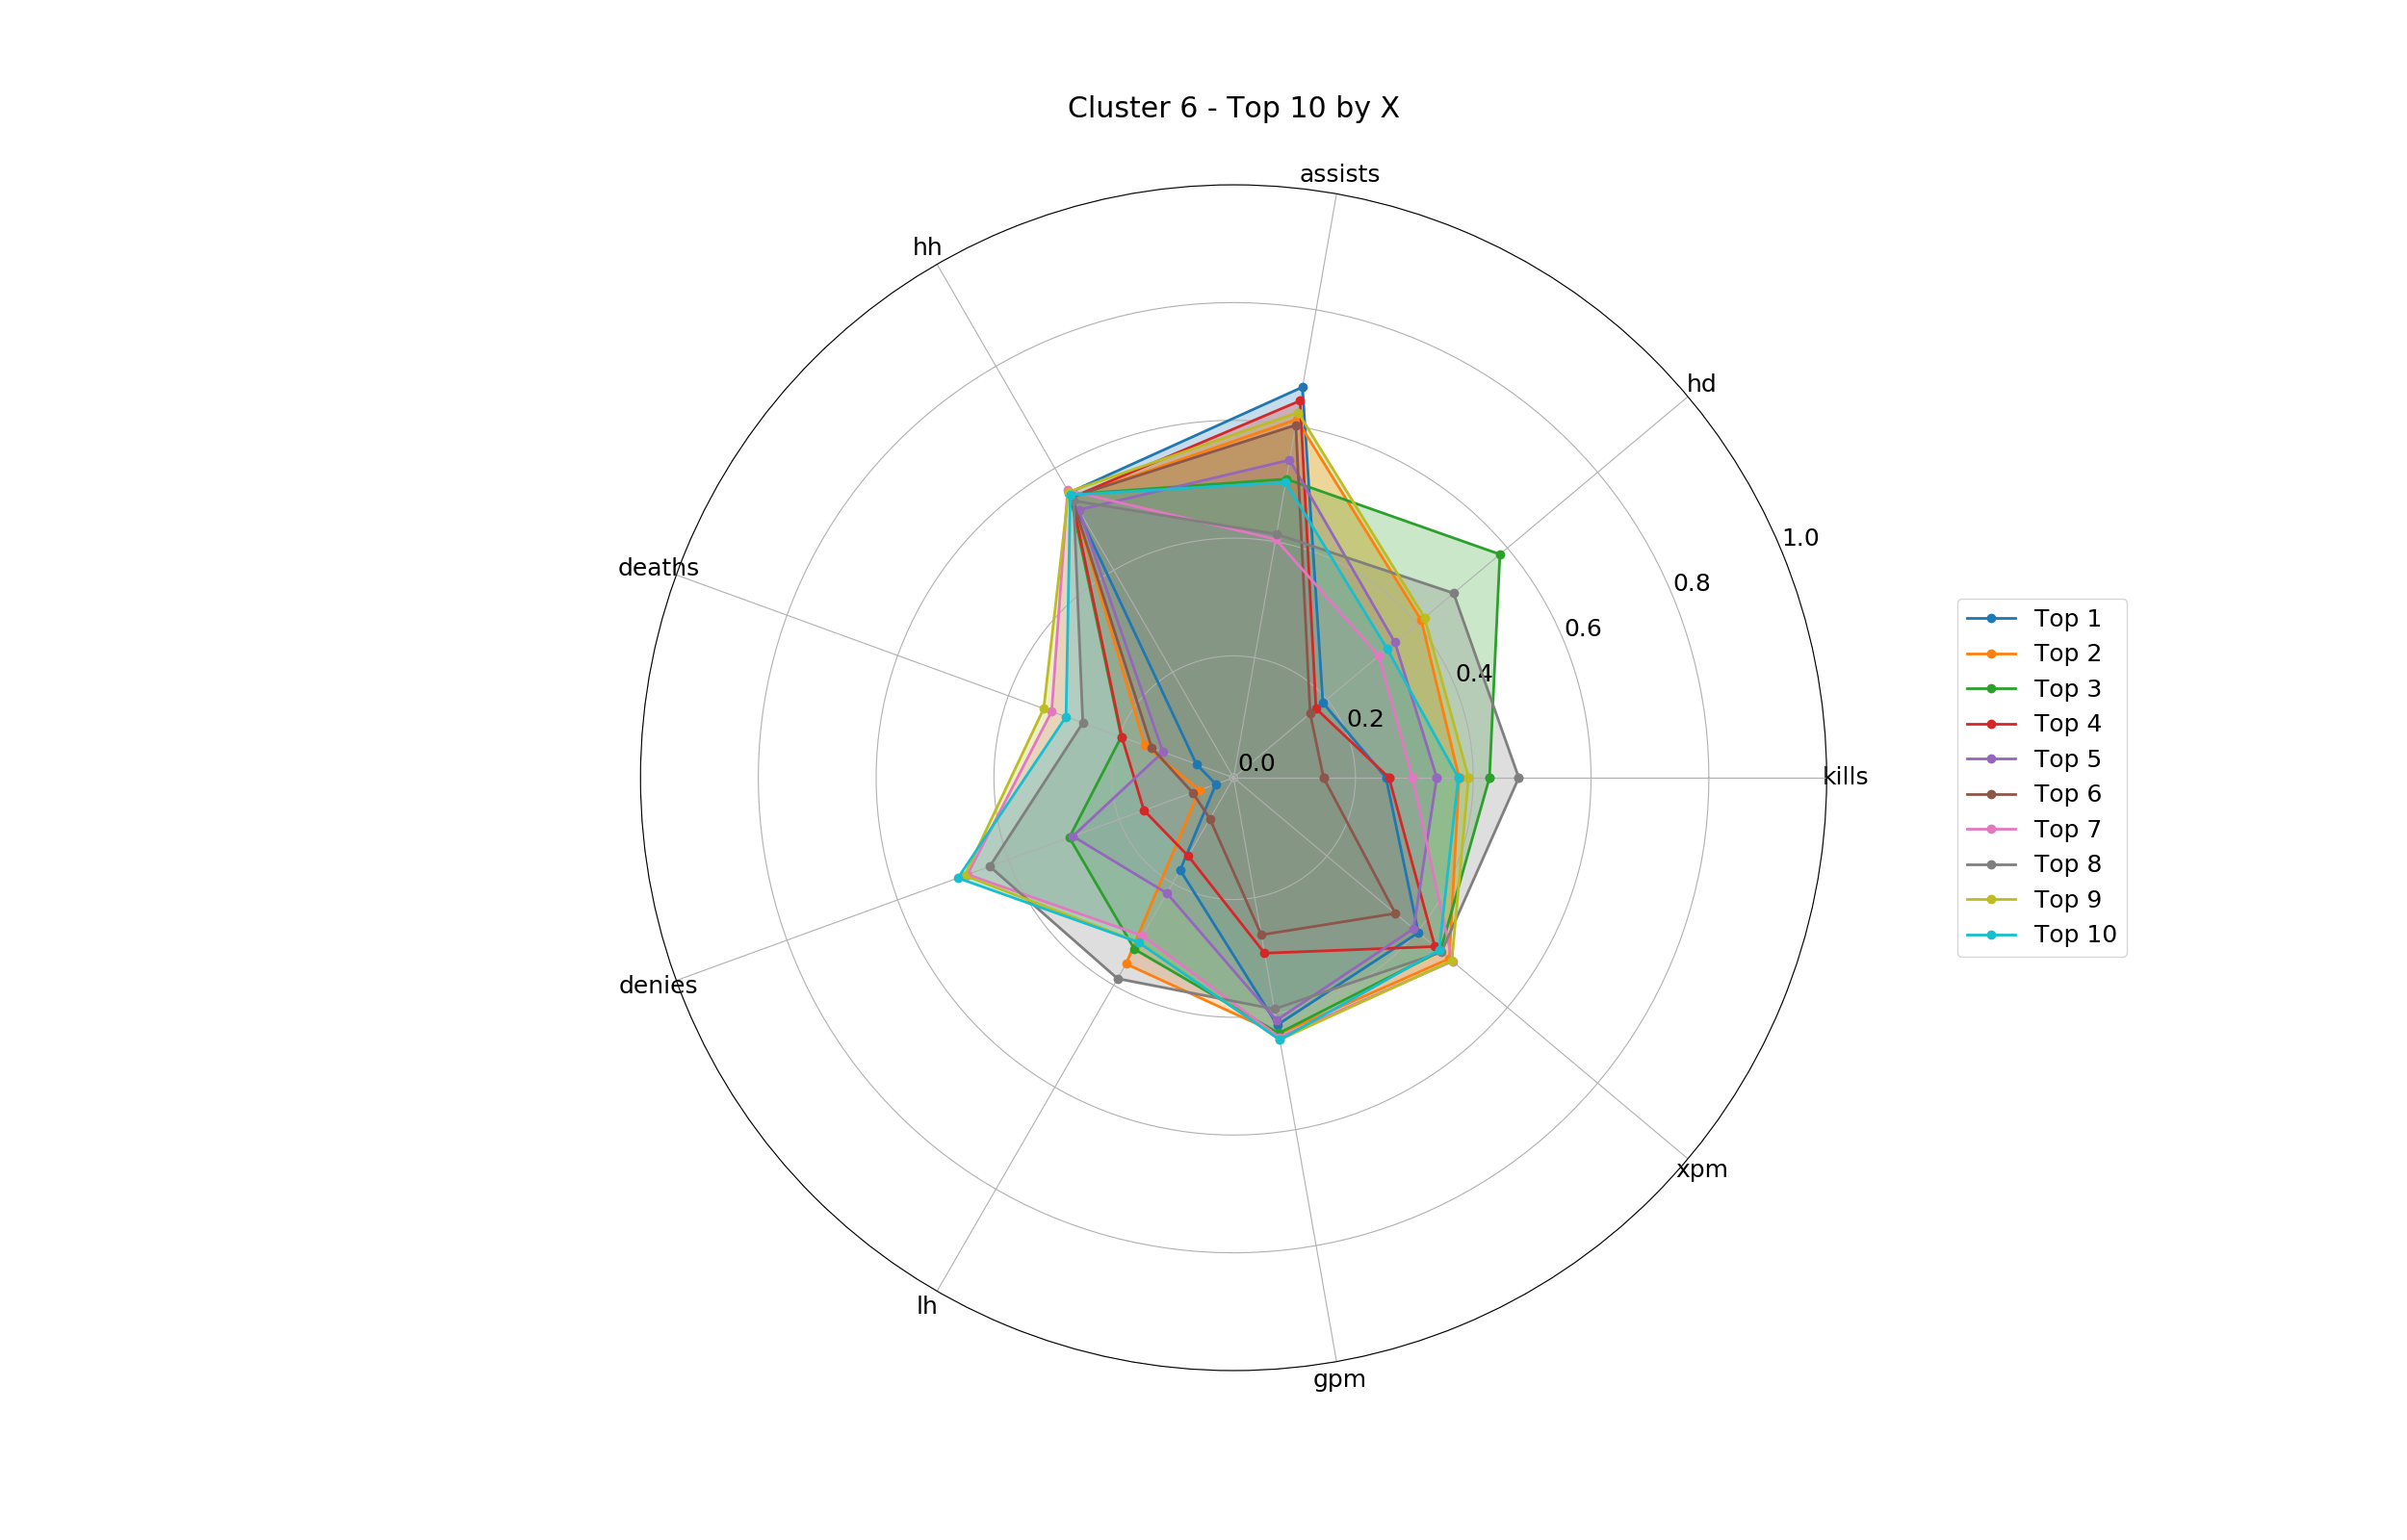 Cluster 6 - Top 10 by X
assists
hh
hd
deaths
1.0
0.8
0.6
0.4
0.2
0.0
kills
denies
xpm
lh
gpm
Top 1
Top 2
Top 3
Top 4
Top 5
Top 6
Top 7
Top 8
Top 9
Top 10